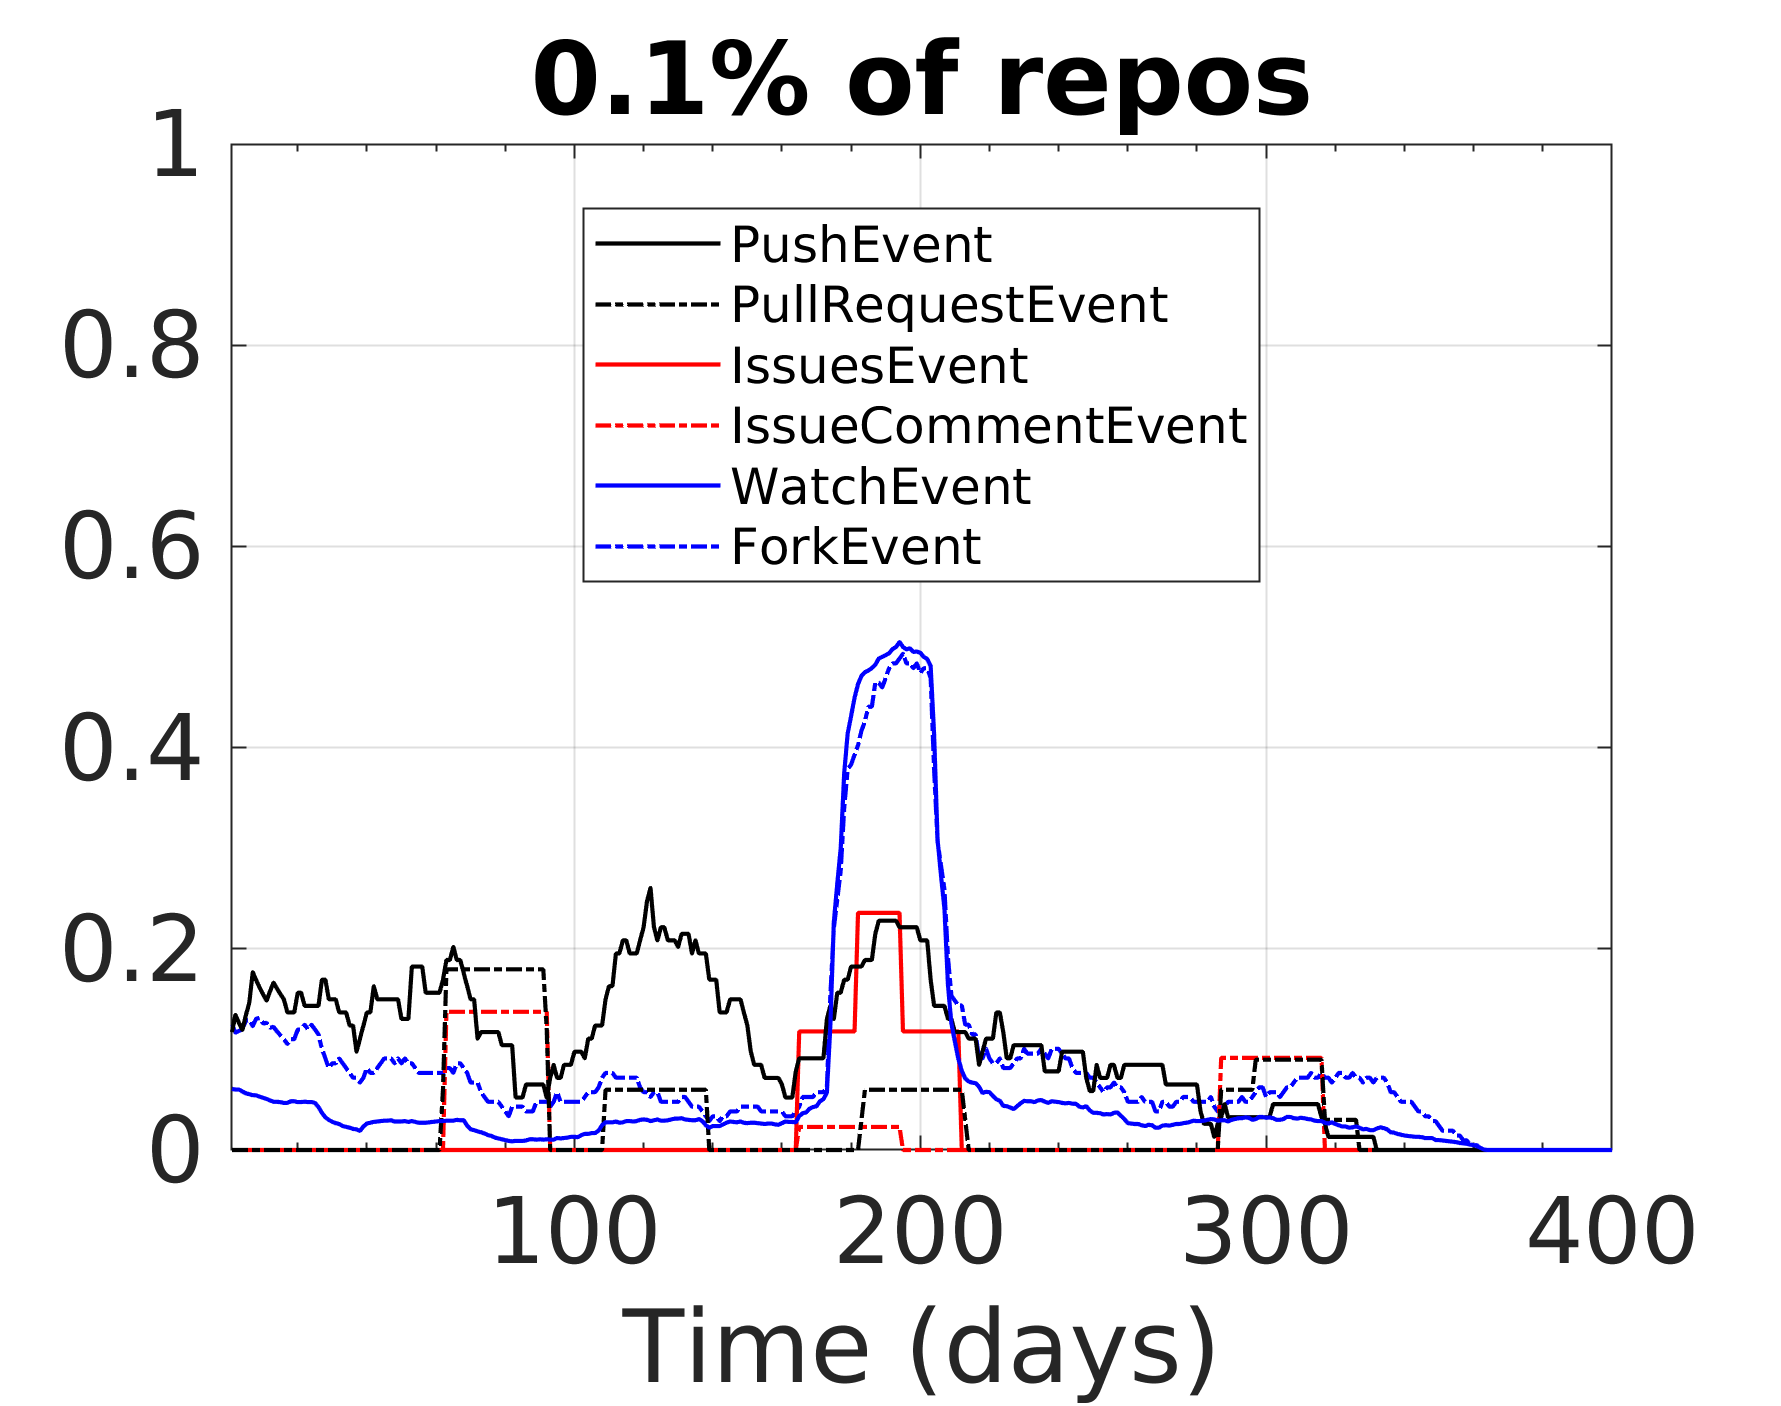 0.1% of repos
1
0.8
0.6
0.4
0.2
0
PushEvent
PullRequestEvent
IssuesEvent
IssueCommentEvent
WatchEvent
ForkEvent
100 200 300 400
Time (days)